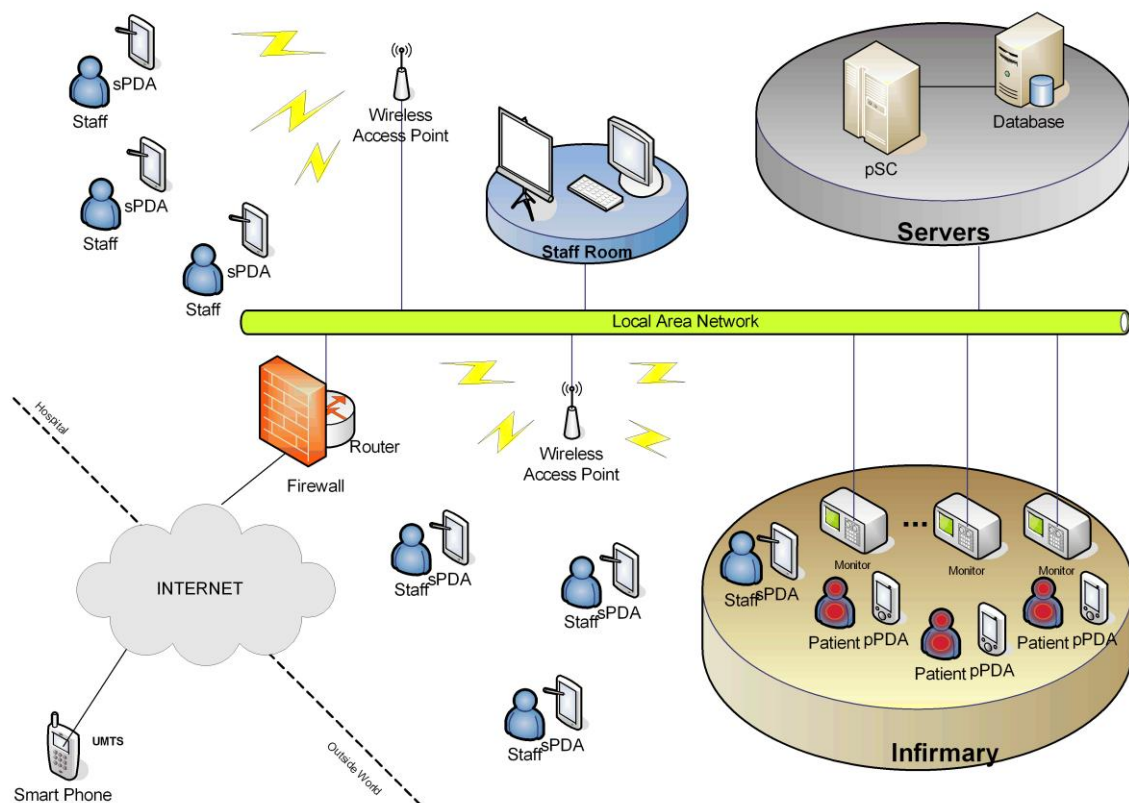 sPDA
Staff
sPDA
Staff
sPDA
Staff
Wireless
Access Point
Staff Room
Database
pSC
Servers
Local Area Network
Hospital
Router
Firewall
Wireless
Access Point
INTERNET
UMTS
Smart Phone
Outside World
Staff
sPDA
Staff
sPDA
Staff
sPDA
...
Monitor
Monitor
Monitor
Staff
sPDA
Patient
pPDA
Patient
pPDA
Patient
pPDA
Infirmary